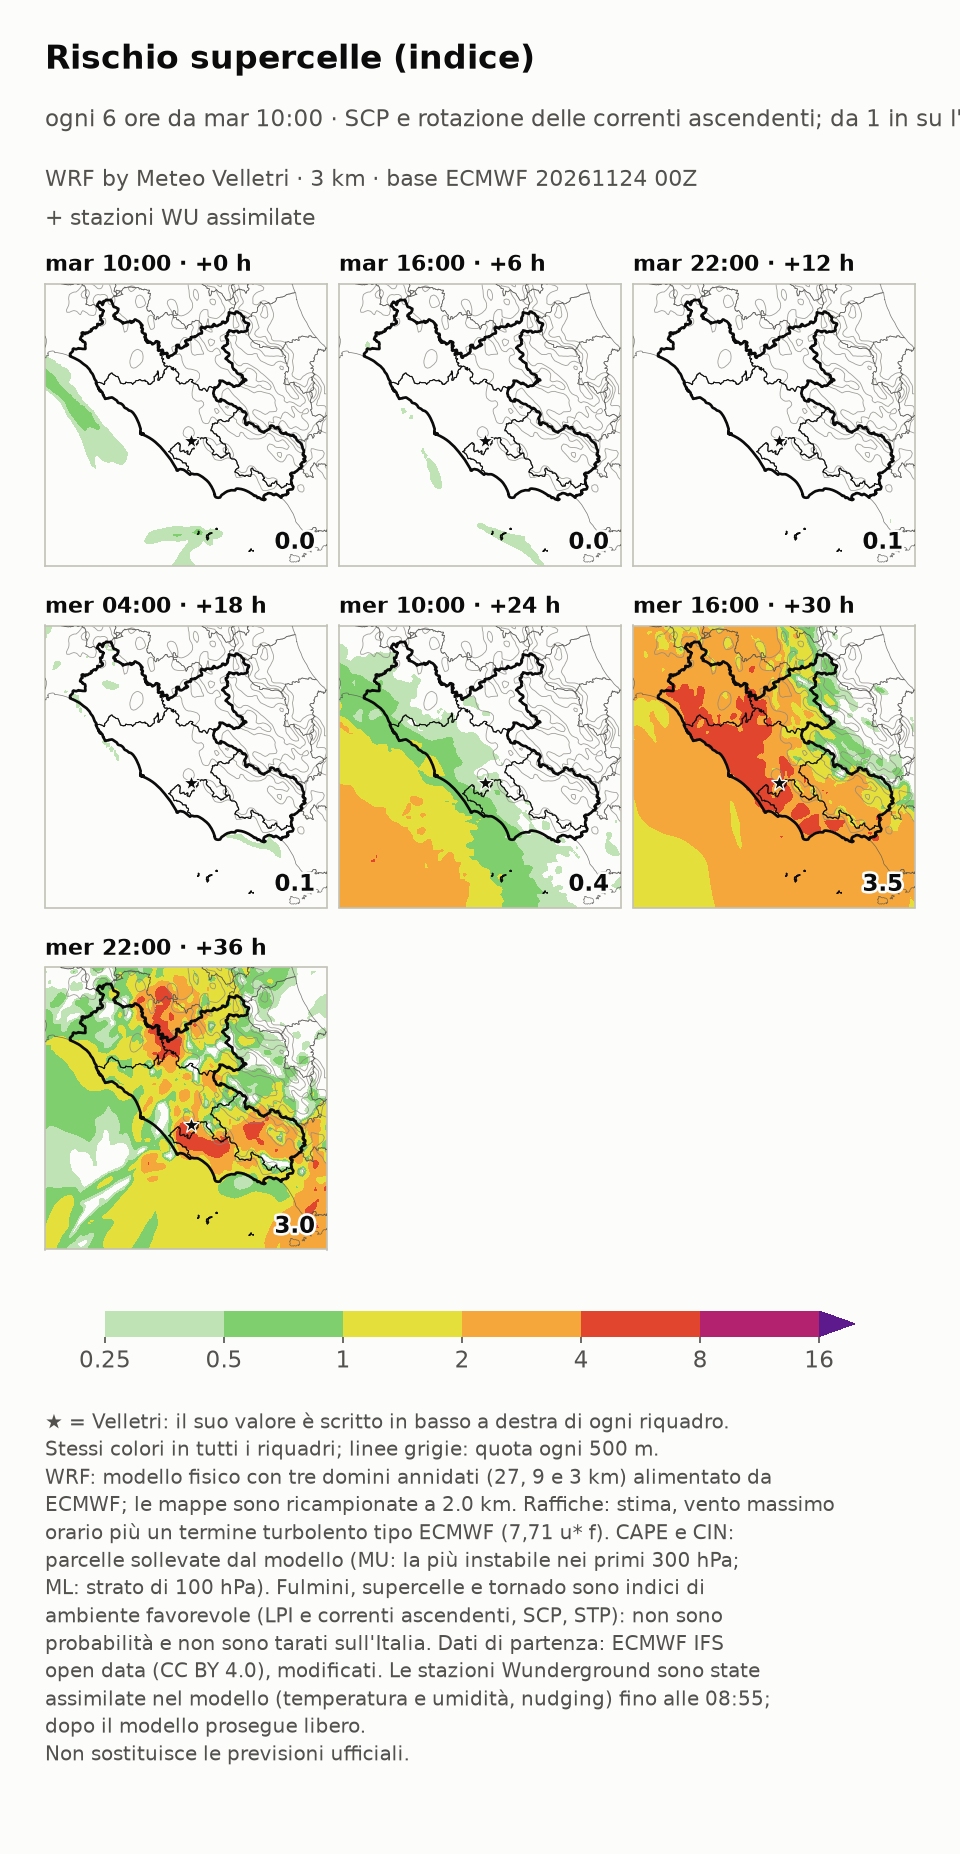 Rischio supercelle (indice)
ogni 6 ore da mar 10:00 · SCP e rotazione delle correnti ascendenti; da 1 in su l'
WRF by Meteo Velletri · 3 km · base ECMWF 20261124 00Z
+ stazioni WU assimilate
mar 10:00 · +0 h
mar 16:00 · +6 h
mar 22:00 · +12 h
0.0
0.0
0.1
mer 04:00 · +18 h
mer 10:00 · +24 h
mer 16:00 · +30 h
0.1
0.4
3.5
mer 22:00 · +36 h
3.0
0.25
0.5
1
2
4
8
16
★ = Velletri: il suo valore è scritto in basso a destra di ogni riquadro.
Stessi colori in tutti i riquadri; linee grigie: quota ogni 500 m.
WRF: modello fisico con tre domini annidati (27, 9 e 3 km) alimentato da
ECMWF; le mappe sono ricampionate a 2.0 km. Raffiche: stima, vento massimo
orario più un termine turbolento tipo ECMWF (7,71 u* f). CAPE e CIN:
parcelle sollevate dal modello (MU: la più instabile nei primi 300 hPa;
ML: strato di 100 hPa). Fulmini, supercelle e tornado sono indici di
ambiente favorevole (LPI e correnti ascendenti, SCP, STP): non sono
probabilità e non sono tarati sull'Italia. Dati di partenza: ECMWF IFS
open data (CC BY 4.0), modificati. Le stazioni Wunderground sono state
assimilate nel modello (temperatura e umidità, nudging) fino alle 08:55;
dopo il modello prosegue libero.
Non sostituisce le previsioni ufficiali.